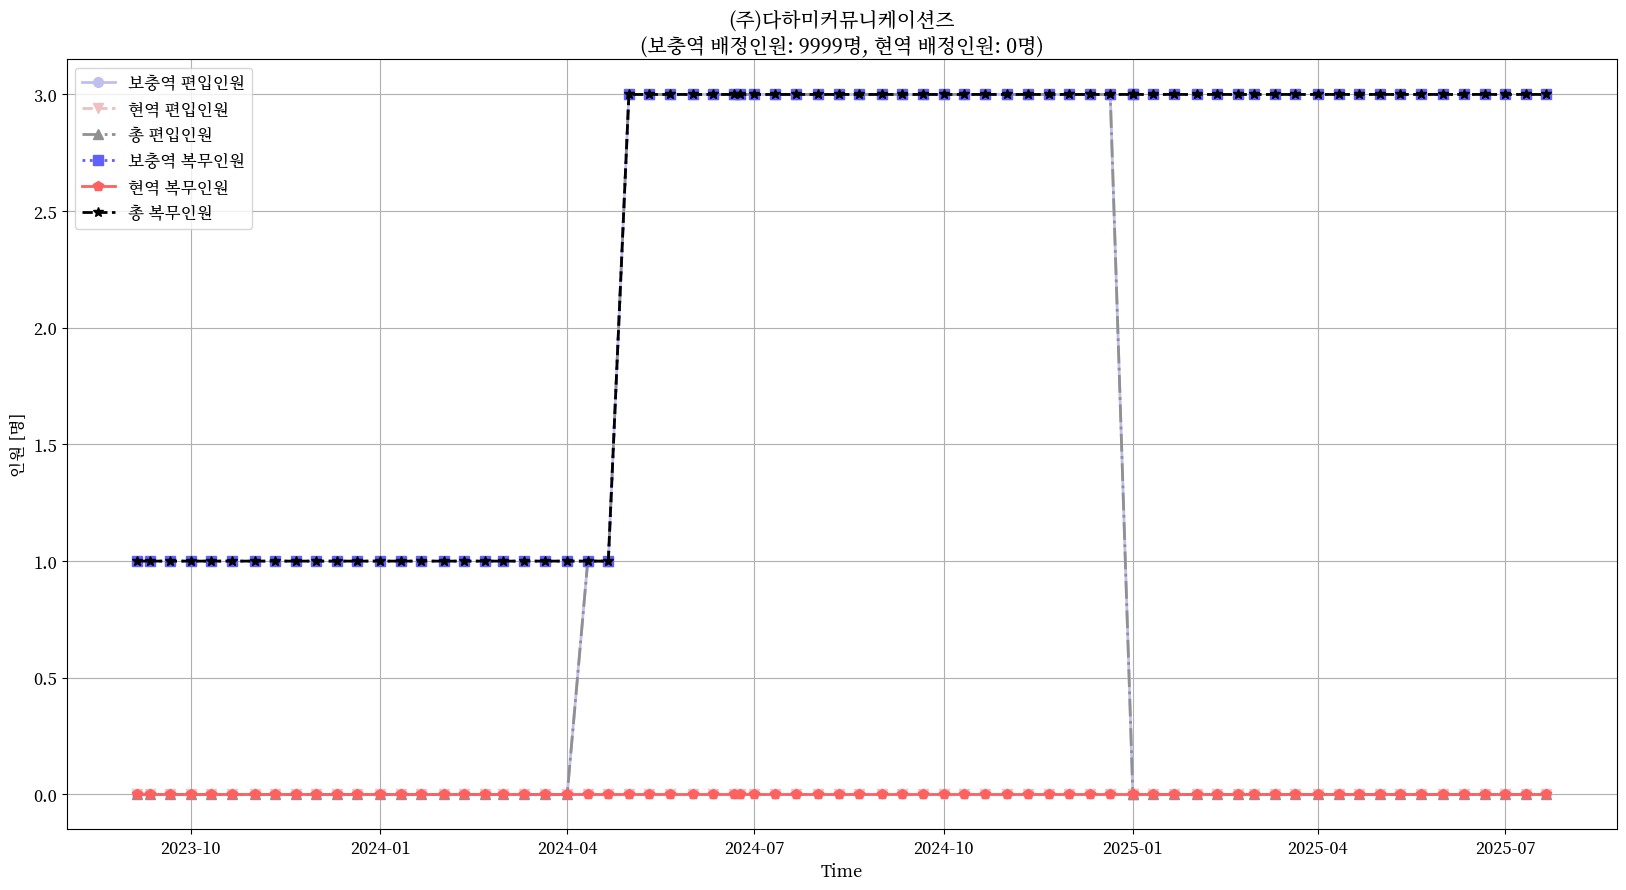 (주)다하미커뮤니케이션즈
(보충역 배정인원: 9999명, 현역 배정인원: 0명)
보충역 편입인원
현역 편입인원
총 편입인원
보충역 복무인원
현역 복무인원
총 복무인원
인원 [명]
3.0
2.5
2.0
1.5
1.0
0.5
0.0
2023-10
2024-01
2024-04
2024-07
2024-10
2025-01
2025-04
2025-07
Time